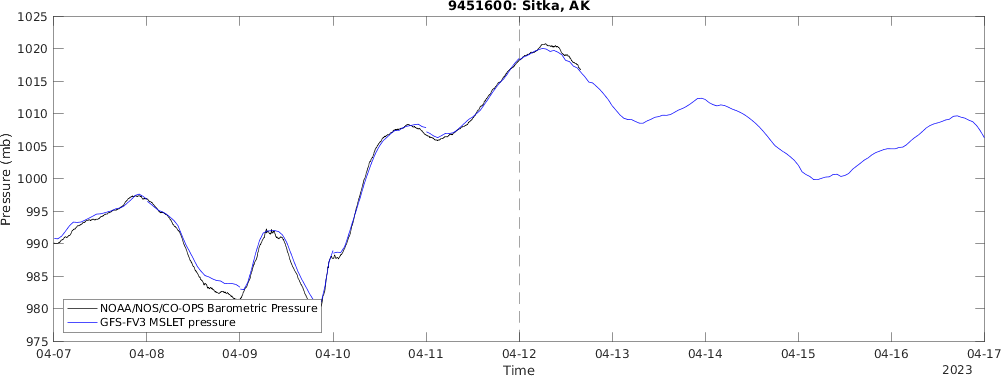 9451600: Sitka, AK
1025
1020
1015
1010
1005
1000
995
990
985
980
975
Pressure (mb)
NOAA/NOS/CO-OPS Barometric Pressure
GFS-FV3 MSLET pressure
04-07 04-08 04-09 04-10 04-11 04-12 04-13 04-14 04-15 04-16 04-17
Time
2023